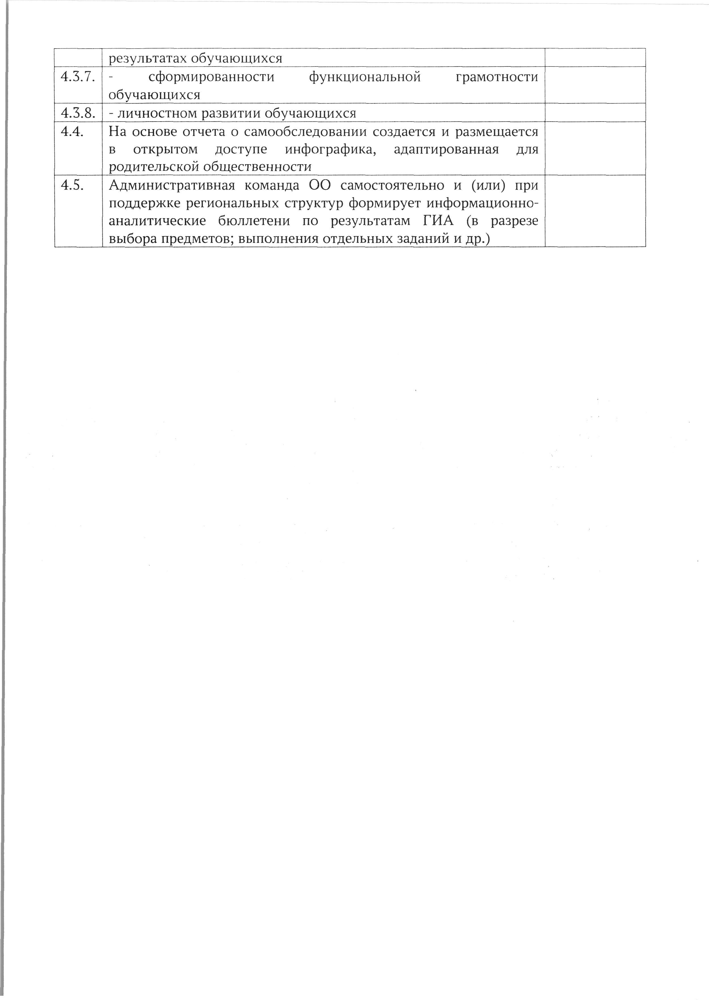 результатах обучающихся
4.3.7. - сформированности функциональной грамотности
обучающихся
4.3.8. - личностном развитии обучающихся
4.4. На основе отчета о самообследовании создается и размещается
в открытом доступе инфографика, адаптированная для
родительской общественности
4.5. Административная команда ОО самостоятельно и (или) при
поддержке региональных структур формирует информационно-
аналитические бюллетени по результатам ГИА (в разрезе
выбора предметов; выполнения отдельных заданий и др.)